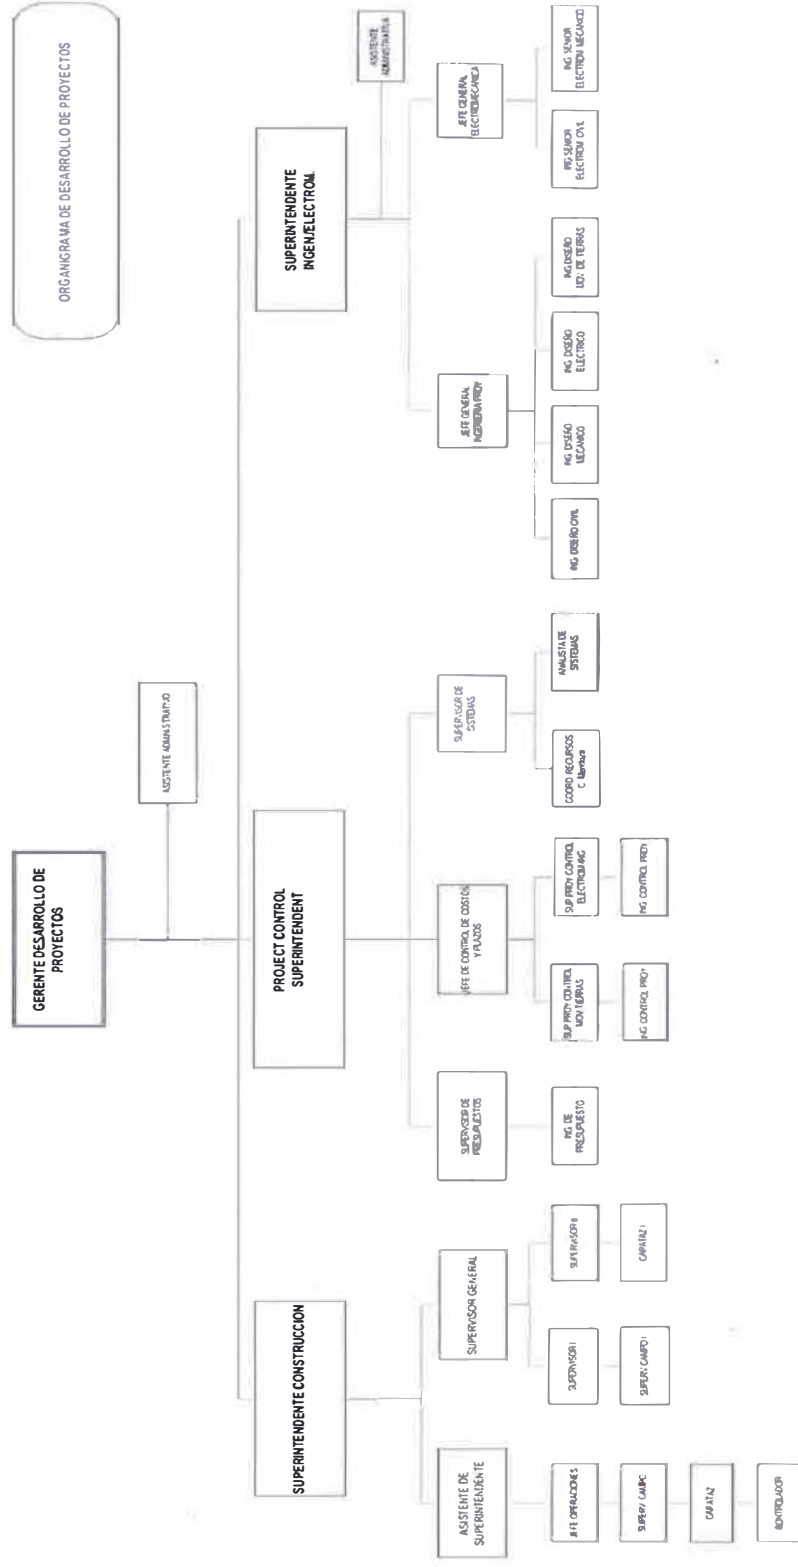 ORGANIGRAMA DE DESARROLLO DE PROYECTOS
GERENTE DESARROLLO DE
PROYECTOS
ASISTENTE ADMINISTRATIVO
SUPERINTENDENTE CONSTRUCCION
PROJECT CONTROL
SUPERINTENDENT
SUPERINTENDENTE
INGEN./ELECTROM.
ASISTENTE
ADMINISTRATIVA
ASISTENTE DE
SUPERINTENDENTE
SUPERVISOR GENERAL
SUPERVISOR DE
PRESUPUESTOS
JEFE DE CONTROL DE COSTOS
Y PLAZOS
SUPERVISOR DE
SISTEMAS
JEFE GENERAL
INGENIERIA PROY
JEFE GENERAL
ELECTROMECANICA
JEFE OPERACIONES
SUPERVISOR I
SUPERVISOR II
ING DE
PRESUPUESTO
SUP PROY CONTROL
MOV TIERRAS
SUP PROY CONTROL
ELECTROM-ING
COORD RECURSOS
C.
ANALISTA DE
SISTEMAS
ING DISEÑO CIVIL
ING DISEÑO
MECANICO
ING DISEÑO
ELECTRICO
ING DISEÑO
MOV. DE TIERRAS
ING SENIOR
ELECTROM CIVIL
ING SENIOR
ELECTROM MECANICO
SUPERV CAMPO
SUPERV CAMPO I
CAPATAZ I
ING CONTROL PROY
ING CONTROL PROY
CAPATAZ
CONTROLADOR